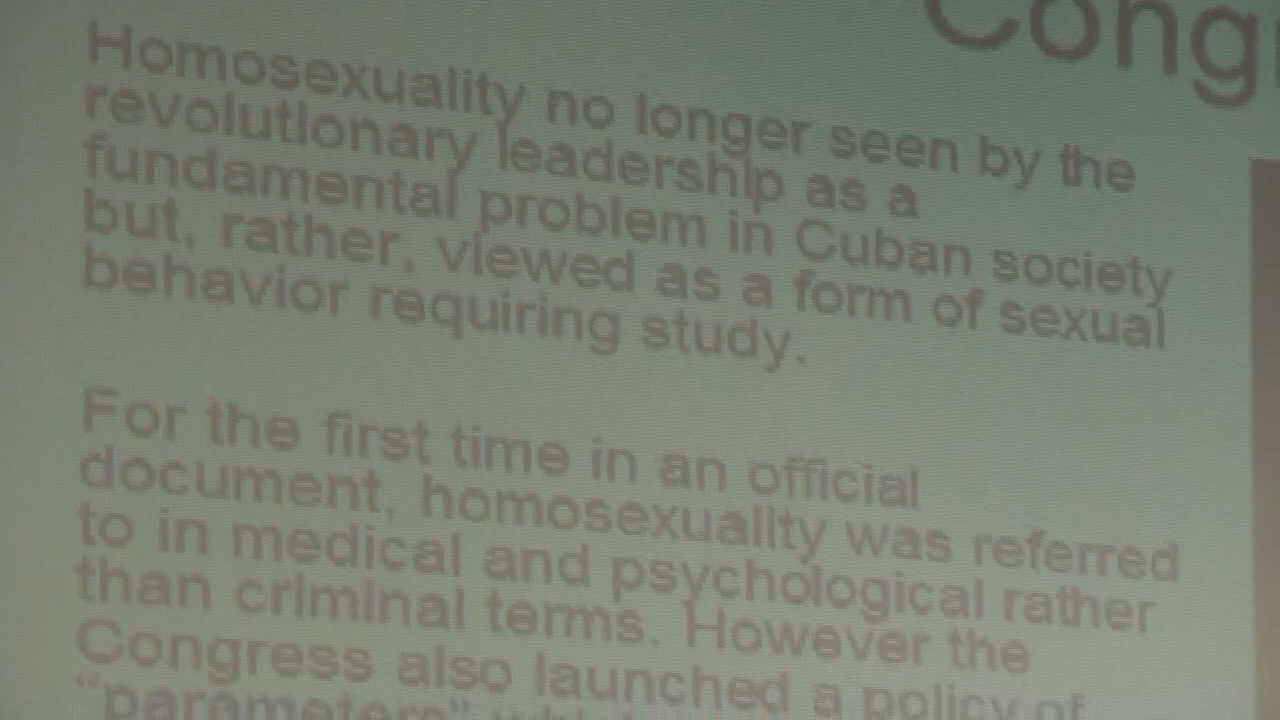 Homosexuality no longer seen by the
revolutionary leadership as a
fundamental problem in Cuban society
but, rather, viewed as a form of sexual
behavior requiring study.
For the first time in an official
document, homosexuality was referred
to in medical and psychological rather
than criminal terms. However the
Congress also launched a policy of
“parameters”